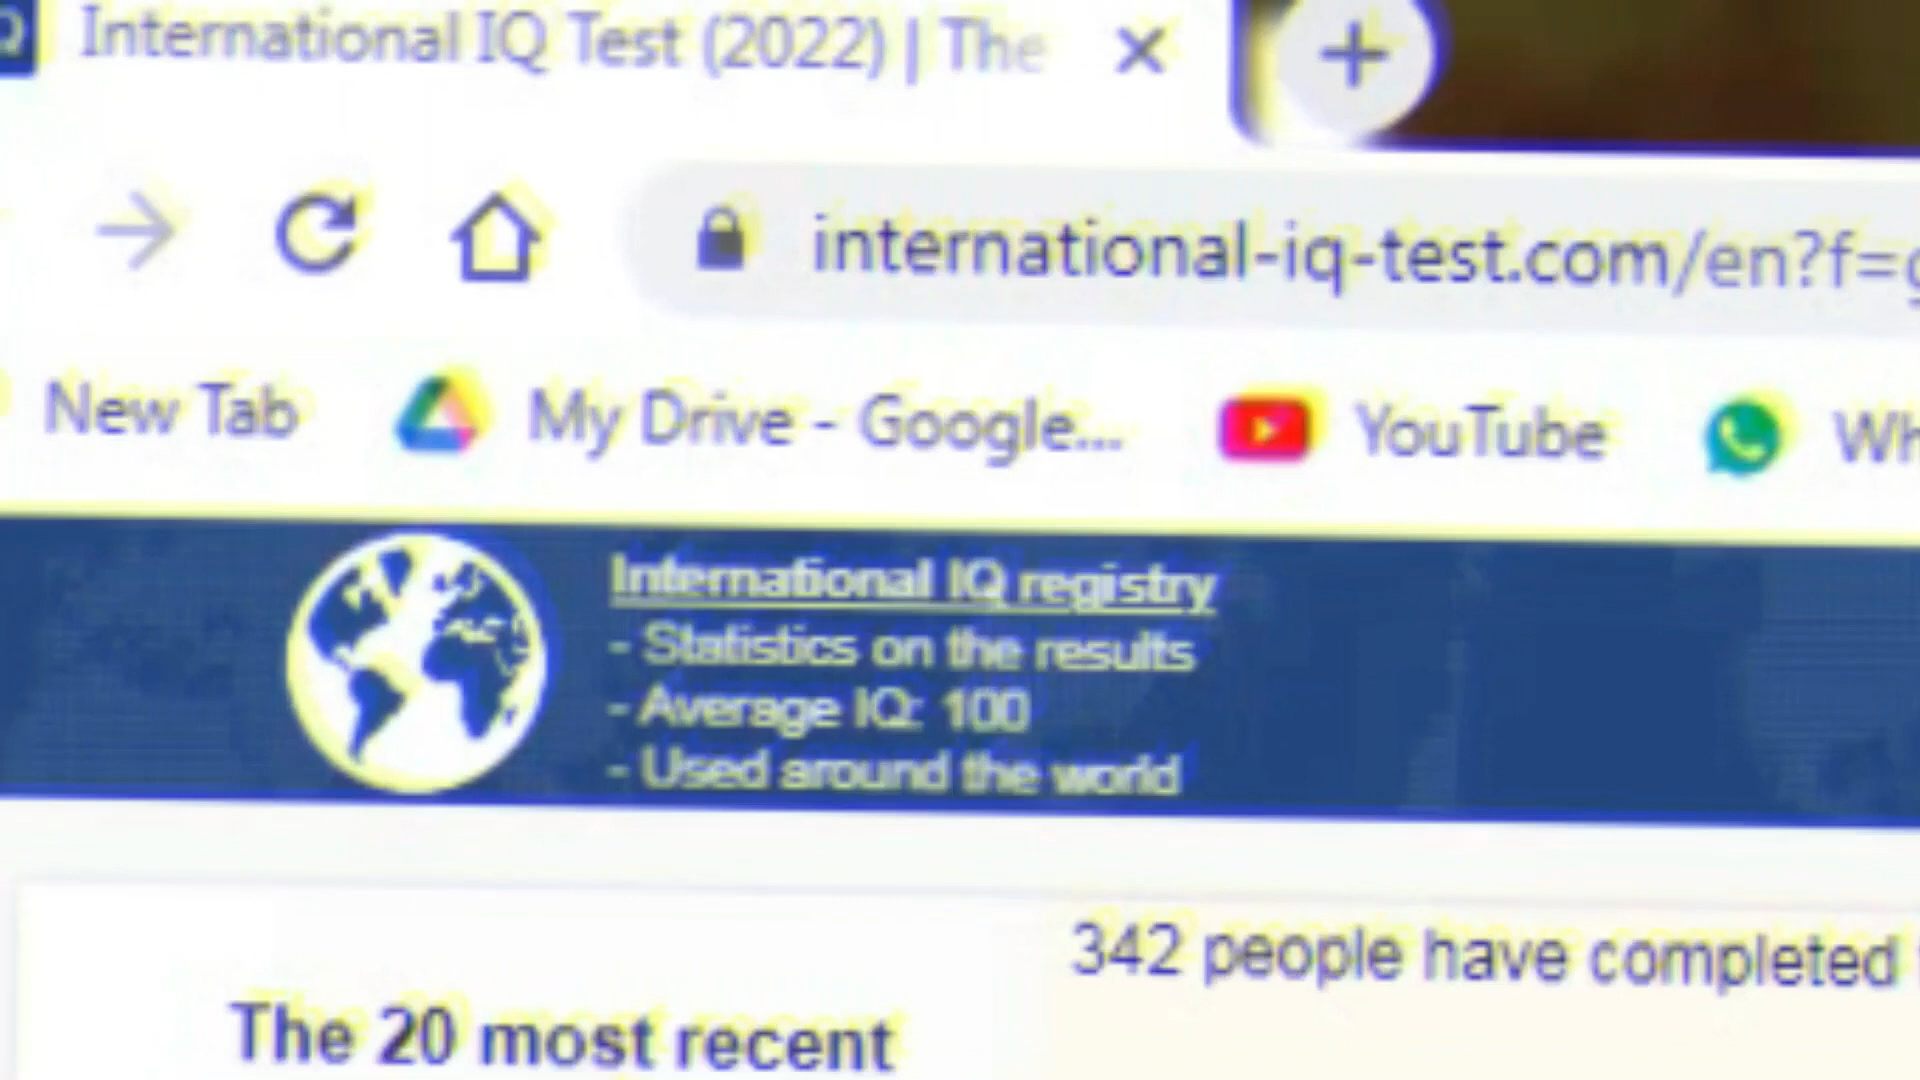 International IQ Test (2022) | The
international-iq-test.com/en?f=g
New Tab
My Drive - Google...
YouTube
Wh
International IQ registry
- Statistics on the results
- Average IQ: 100
- Used around the world
342 people have completed
The 20 most recent